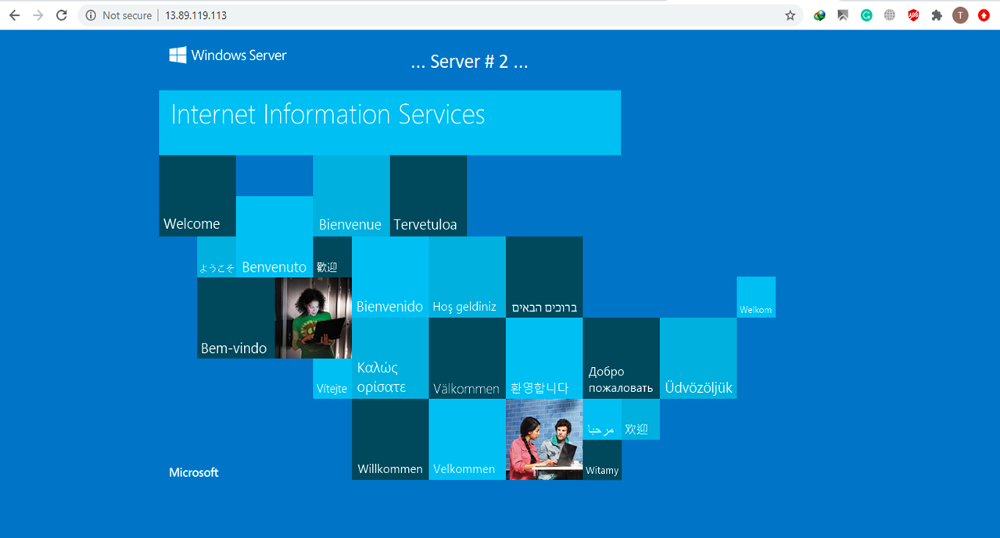 Not secure
13.89.119.113
T
Windows Server
... Server # 2 ...
Internet Information Services
Welcome
Bienvenue
Tervetuloa
ようこそ
Benvenuto
歡迎
Bienvenido
Hoş geldiniz
ברוכים הבאים
Welkom
Bem-vindo
Vítejte
Καλώς
ορίσατε
Välkommen
환영합니다
Добро
пожаловать
Üdvözöljük
مرحبا
欢迎
Willkommen
Velkommen
Witamy
Microsoft